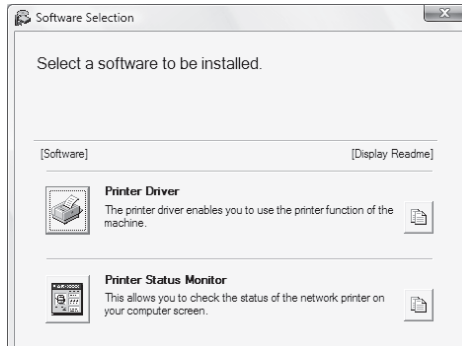 Software Selection
Select a software to be installed.
[Software] [Display Readme]
Printer Driver
The printer driver enables you to use the printer function of the
machine.
Printer Status Monitor
This allows you to check the status of the network printer on
your computer screen.